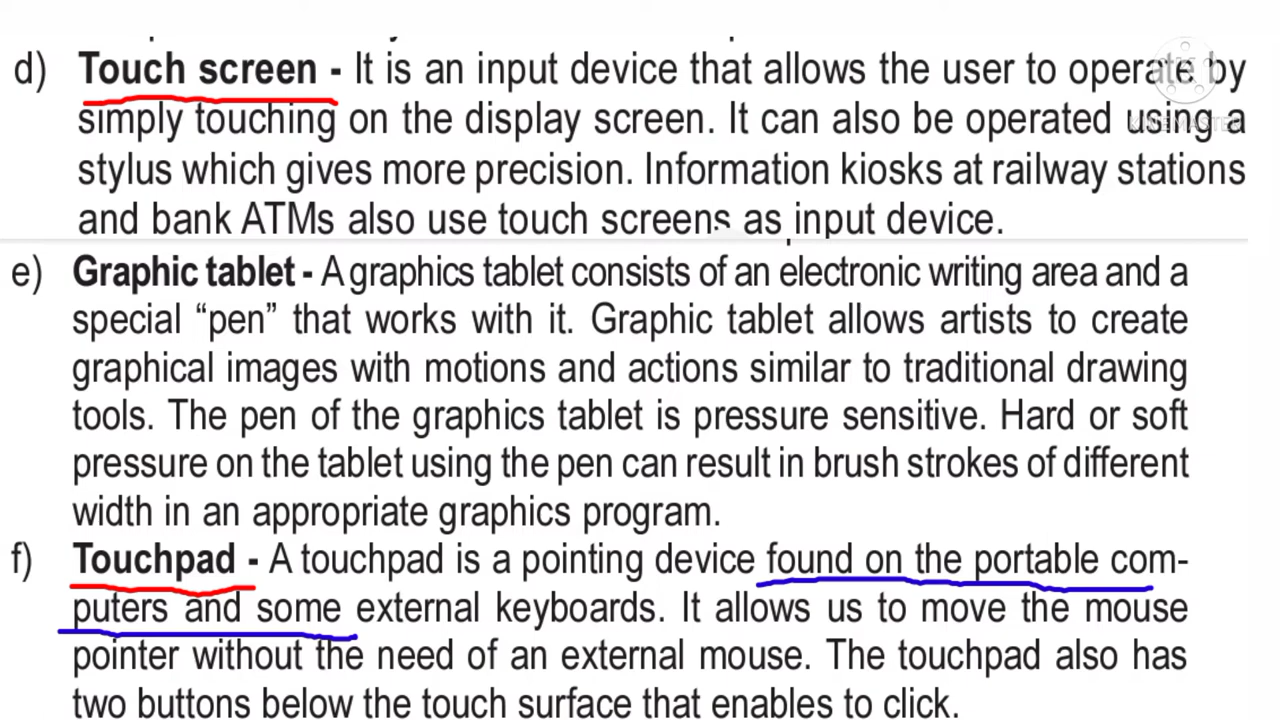 d) Touch screen - It is an input device that allows the user to operate by
simply touching on the display screen. It can also be operated using a
stylus which gives more precision. Information kiosks at railway stations
and bank ATMs also use touch screens as input device.
e) Graphic tablet - A graphics tablet consists of an electronic writing area and a
special “pen” that works with it. Graphic tablet allows artists to create
graphical images with motions and actions similar to traditional drawing
tools. The pen of the graphics tablet is pressure sensitive. Hard or soft
pressure on the tablet using the pen can result in brush strokes of different
width in an appropriate graphics program.
f) Touchpad - A touchpad is a pointing device found on the portable com-
puters and some external keyboards. It allows us to move the mouse
pointer without the need of an external mouse. The touchpad also has
two buttons below the touch surface that enables to click.
KINEMASTER